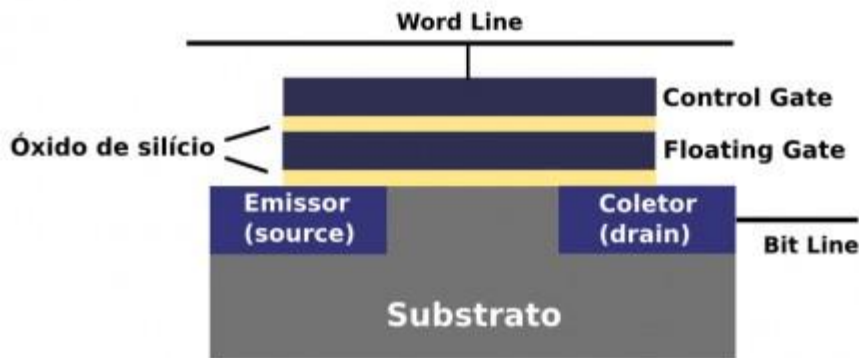 Word Line
Control Gate
Óxido de silício
Floating Gate
Emissor
(source)
Coletor
(drain)
Bit Line
Substrato